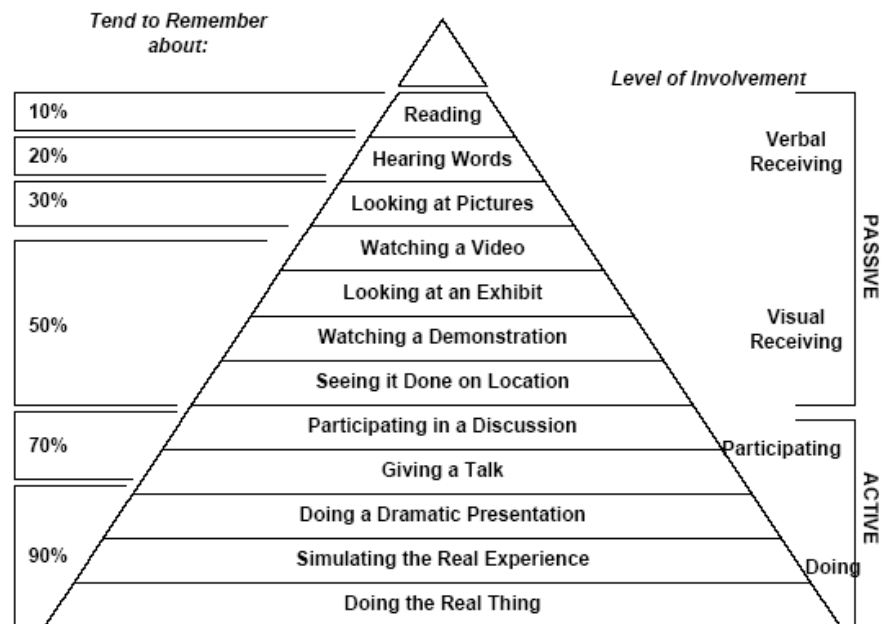 Tend to Remember
about:
Level of Involvement
10%
Reading
20%
Hearing Words
Verbal
Receiving
30%
Looking at Pictures
Watching a Video
PASSIVE
Looking at an Exhibit
50%
Watching a Demonstration
Visual
Receiving
Seeing it Done on Location
70%
Participating in a Discussion
Participating
Giving a Talk
ACTIVE
Doing a Dramatic Presentation
90%
Simulating the Real Experience
Doing
Doing the Real Thing